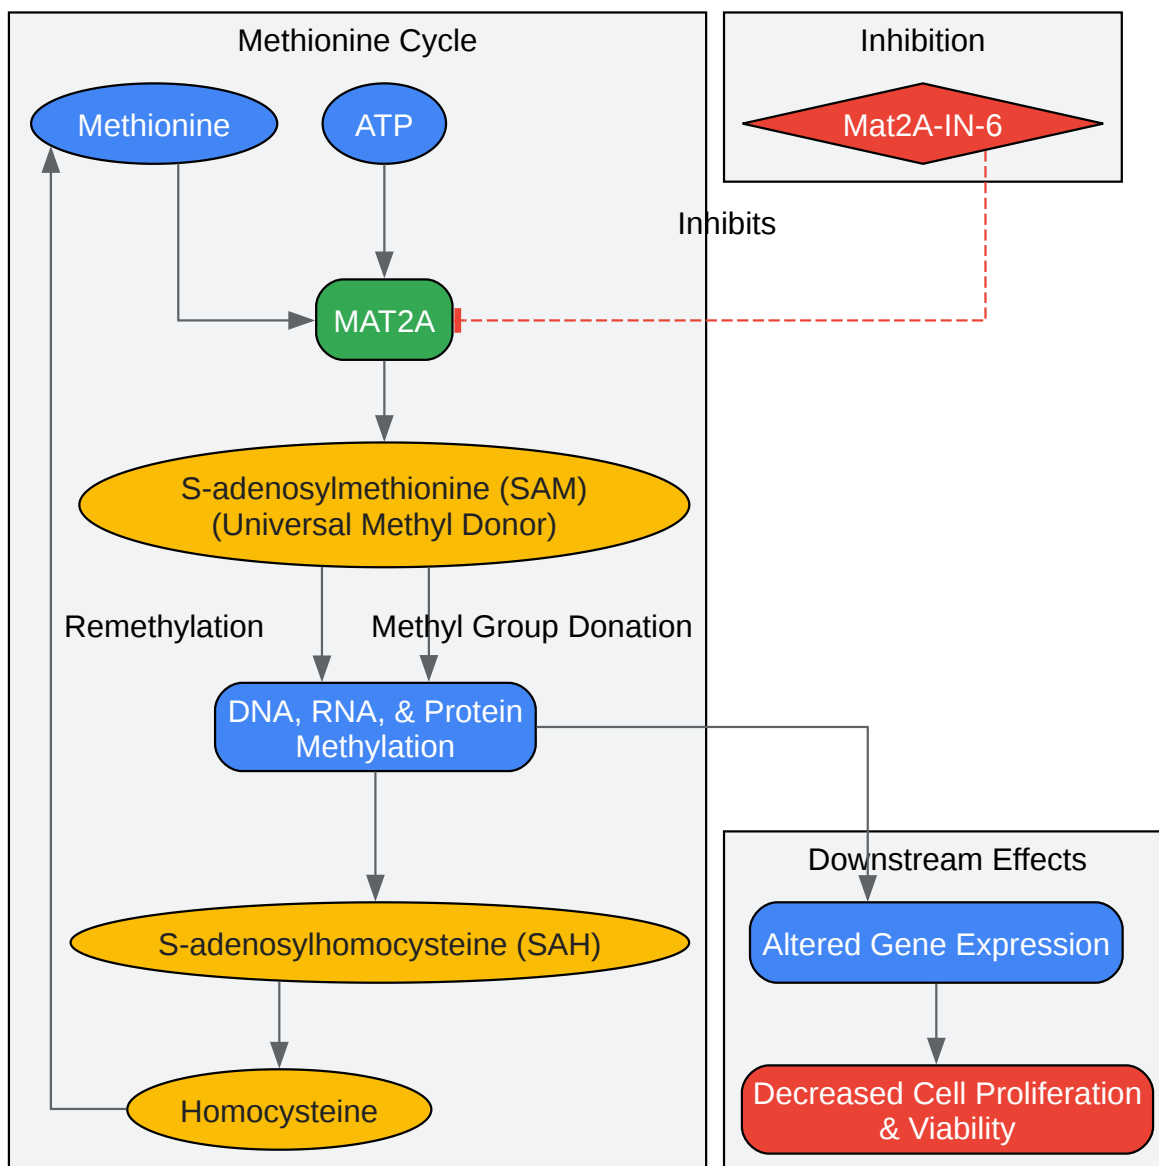 Methionine Cycle
Inhibition
Methionine
ATP
Mat2A-IN-6
Inhibits
MAT2A
S-adenosylmethionine (SAM)
(Universal Methyl Donor)
Remethylation
Methyl Group Donation
DNA, RNA, & Protein
Methylation
Downstream Effects
S-adenosylhomocysteine (SAH)
Altered Gene Expression
Homocysteine
Decreased Cell Proliferation
& Viability